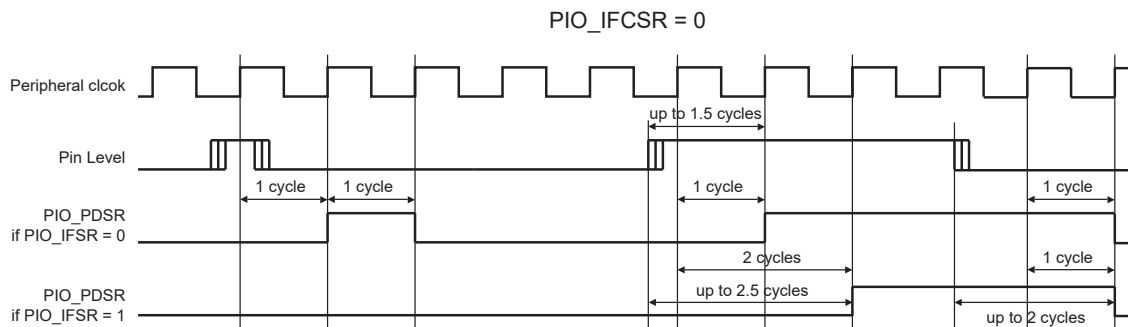 PIO_IFCSR = 0
Peripheral clcok
up to 1.5 cycles
Pin Level
1 cycle 1 cycle 1 cycle 1 cycle
PIO_PDSR
if PIO_IFSR = 0
2 cycles 1 cycle
PIO_PDSR
if PIO_IFSR = 1
up to 2.5 cycles up to 2 cycles